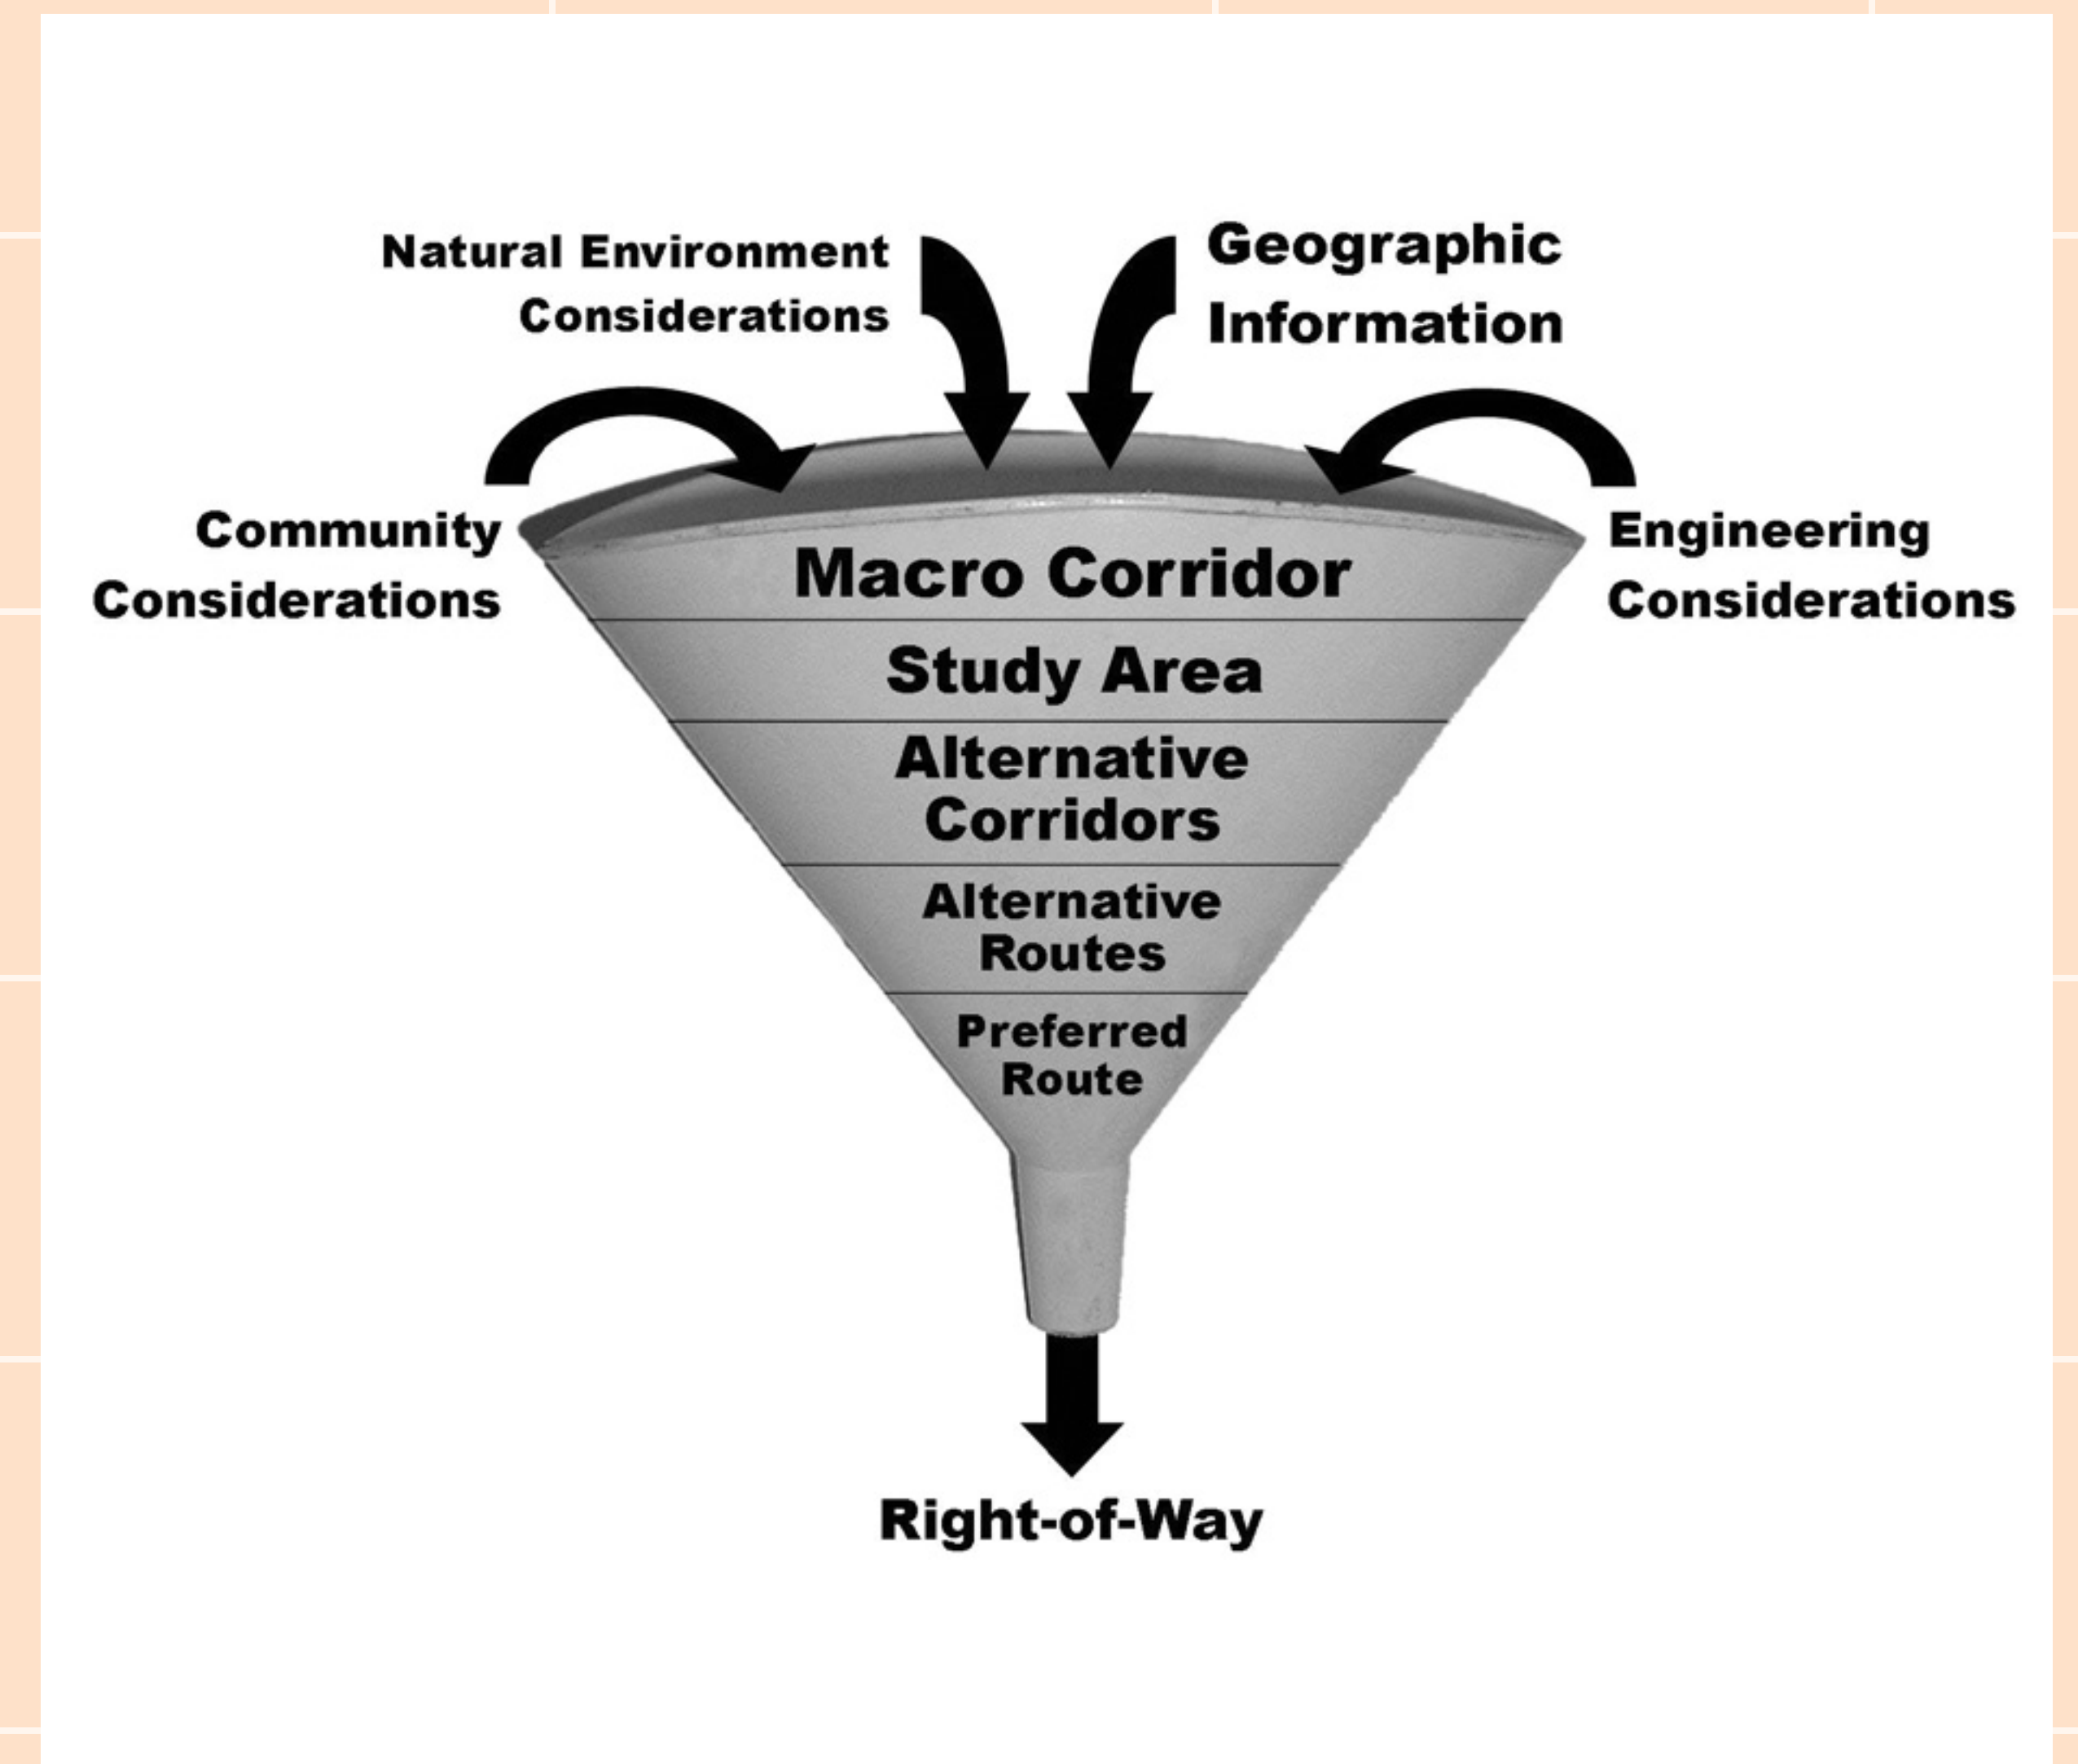 Natural Environment
Considerations
Geographic
Information
Community
Considerations
Engineering
Considerations
Macro Corridor
Study Area
Alternative
Corridors
Alternative
Routes
Preferred
Route
Right-of-Way